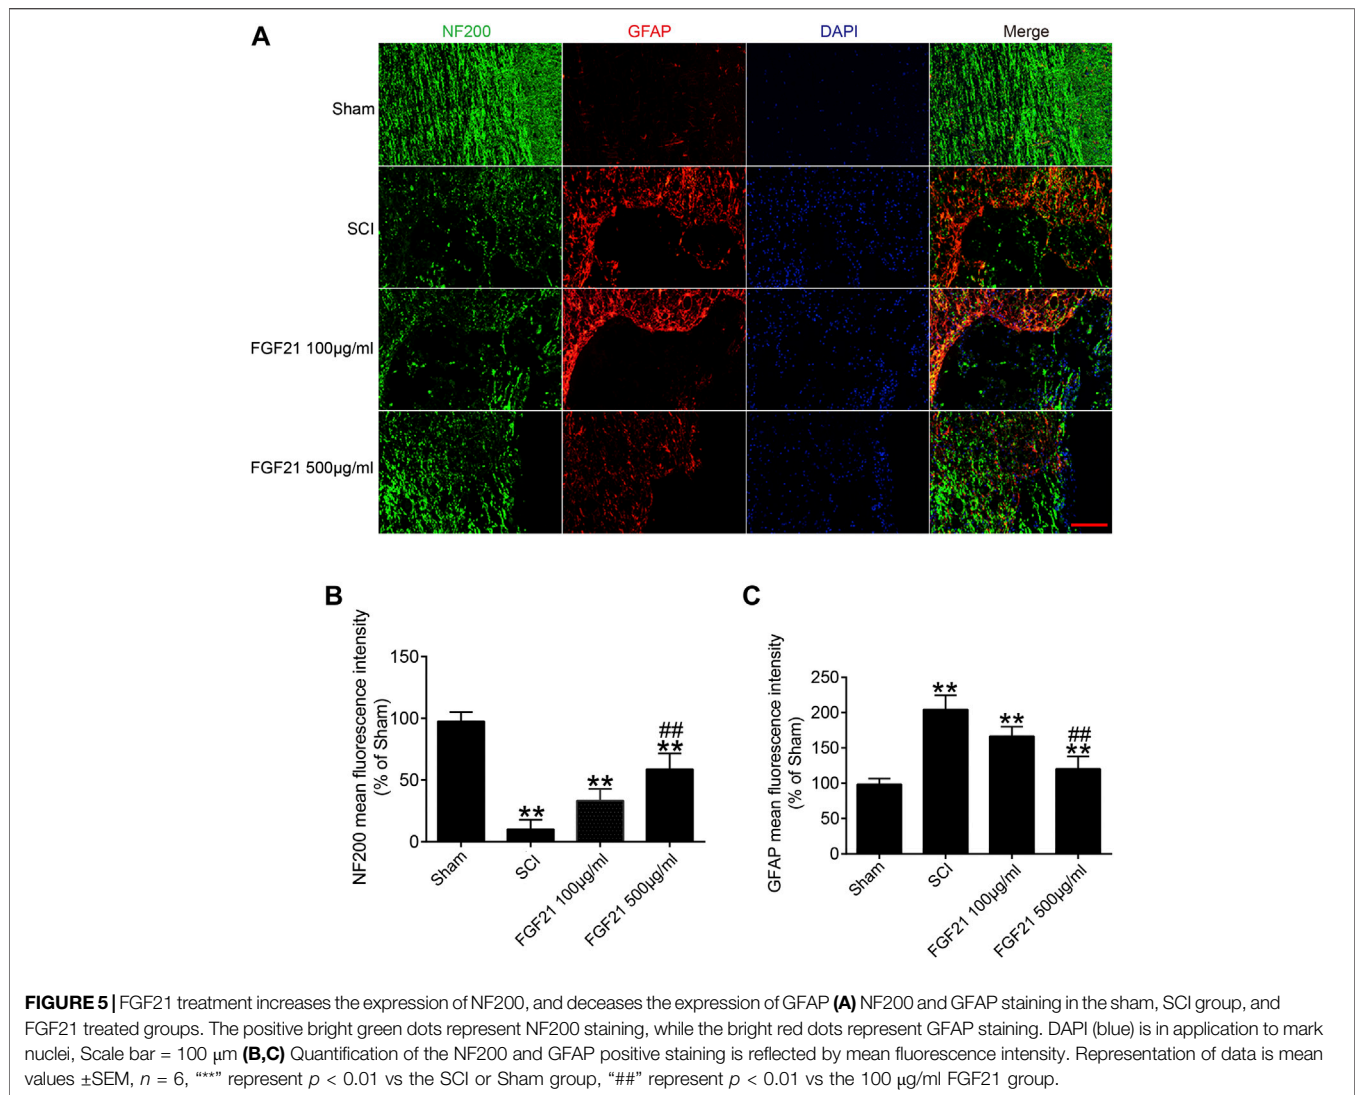 A
NF200 GFAP DAPI Merge
Sham
SCI
FGF21 100µg/ml
FGF21 500µg/ml
B
NF200 mean fluorescence intensity
(% of Sham)
150
100
50
0
**
**
##
**
Sham
SCI
FGF21 100µg/ml
FGF21 500µg/ml
C
GFAP mean fluorescence intensity
(% of Sham)
250
200
150
100
50
0
**
**
##
**
Sham
SCI
FGF21 100µg/ml
FGF21 500µg/ml
FIGURE 5 | FGF21 treatment increases the expression of NF200, and deceases the expression of GFAP (A) NF200 and GFAP staining in the sham, SCI group, and
FGF21 treated groups. The positive bright green dots represent NF200 staining, while the bright red dots represent GFAP staining. DAPI (blue) is in application to mark
nuclei, Scale bar = 100 µm (B,C) Quantification of the NF200 and GFAP positive staining is reflected by mean fluorescence intensity. Representation of data is mean
values ±SEM, n = 6, “**” represent p < 0.01 vs the SCI or Sham group, “##” represent p < 0.01 vs the 100 µg/ml FGF21 group.